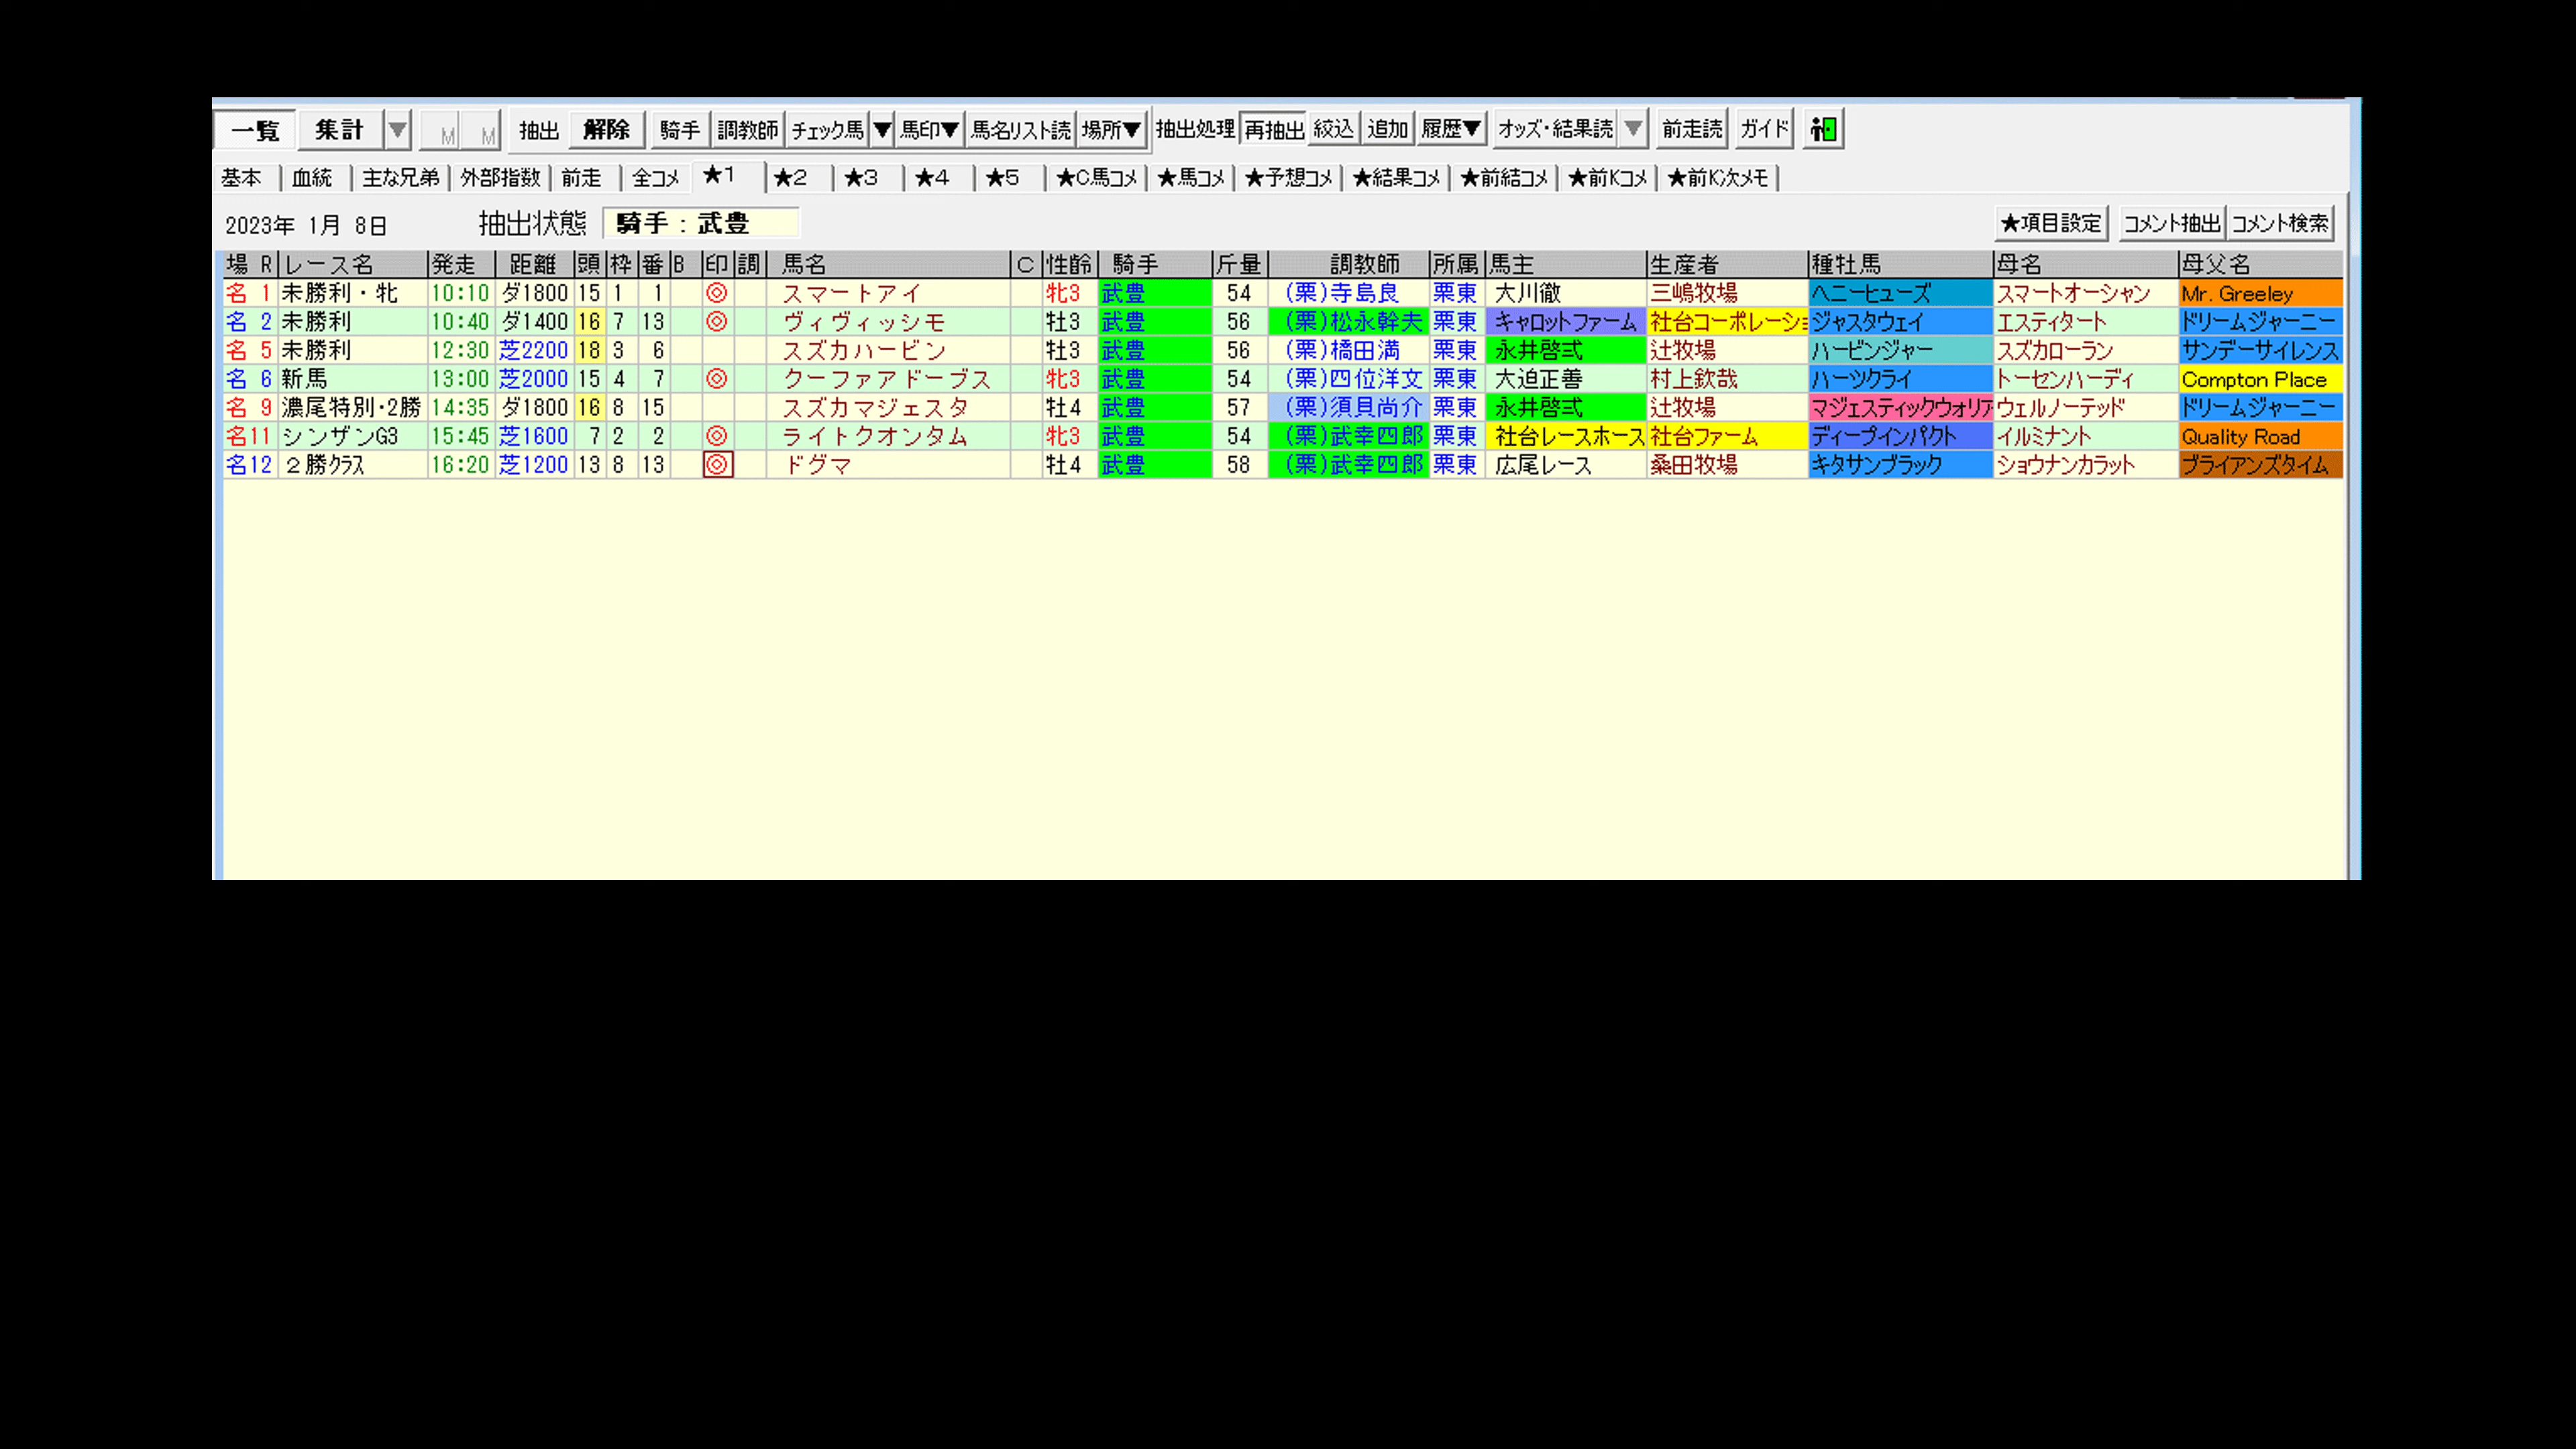 一覧 集計 ▼ M M 抽出 解除 騎手 調教師 チェック馬 ▼ 馬印▼ 馬名リスト読 場所▼ 抽出処理 再抽出 絞込 追加 履歴▼ オッズ・結果読 ▼ 前走読 ガイド
基本 血統 主な兄弟 外部指数 前走 全コメ ★1 ★2 ★3 ★4 ★5 ★C馬コメ ★馬コメ ★予想コメ ★結果コメ ★前結コメ ★前Kコメ ★前K次メモ
2023年 1月 8日 抽出状態 騎手：武豊 ★項目設定 コメント抽出 コメント検索
場 R レース名 発走 距離 頭 枠 番 B 印 調 馬名 C 性齢 騎手 斤量 調教師 所属 馬主 生産者 種牡馬 母名 母父名
名 1 未勝利・牝 10:10 ダ1800 15 1 1 ◎ スマートアイ 牝3 武豊 54 (栗)寺島良 栗東 大川徹 三嶋牧場 ヘニーヒューズ スマートオーシャン Mr. Greeley
名 2 未勝利 10:40 ダ1400 16 7 13 ◎ ヴィヴィッシモ 牡3 武豊 56 (栗)松永幹夫 栗東 キャロットファーム 社台コーポレーショ ジャスタウェイ エスティタート ドリームジャーニー
名 5 未勝利 12:30 芝2200 18 3 6 スズカハービン 牡3 武豊 56 (栗)橋田満 栗東 永井啓弍 辻牧場 ハービンジャー スズカローラン サンデーサイレンス
名 6 新馬 13:00 芝2000 15 4 7 ◎ クーファアドーブス 牝3 武豊 54 (栗)四位洋文 栗東 大迫正善 村上欽哉 ハーツクライ トーセンハーディ Compton Place
名 9 濃尾特別・2勝 14:35 ダ1800 16 8 15 スズカマジェスタ 牡4 武豊 57 (栗)須貝尚介 栗東 永井啓弍 辻牧場 マジェスティックウォリア ウェルノーテッド ドリームジャーニー
名11 シンザンG3 15:45 芝1600 7 2 2 ◎ ライトクオンタム 牝3 武豊 54 (栗)武幸四郎 栗東 社台レースホース 社台ファーム ディープインパクト イルミナント Quality Road
名12 ２勝クラス 16:20 芝1200 13 8 13 ◎ ドグマ 牡4 武豊 58 (栗)武幸四郎 栗東 広尾レース 桑田牧場 キタサンブラック ショウナンカラット ブライアンズタイム